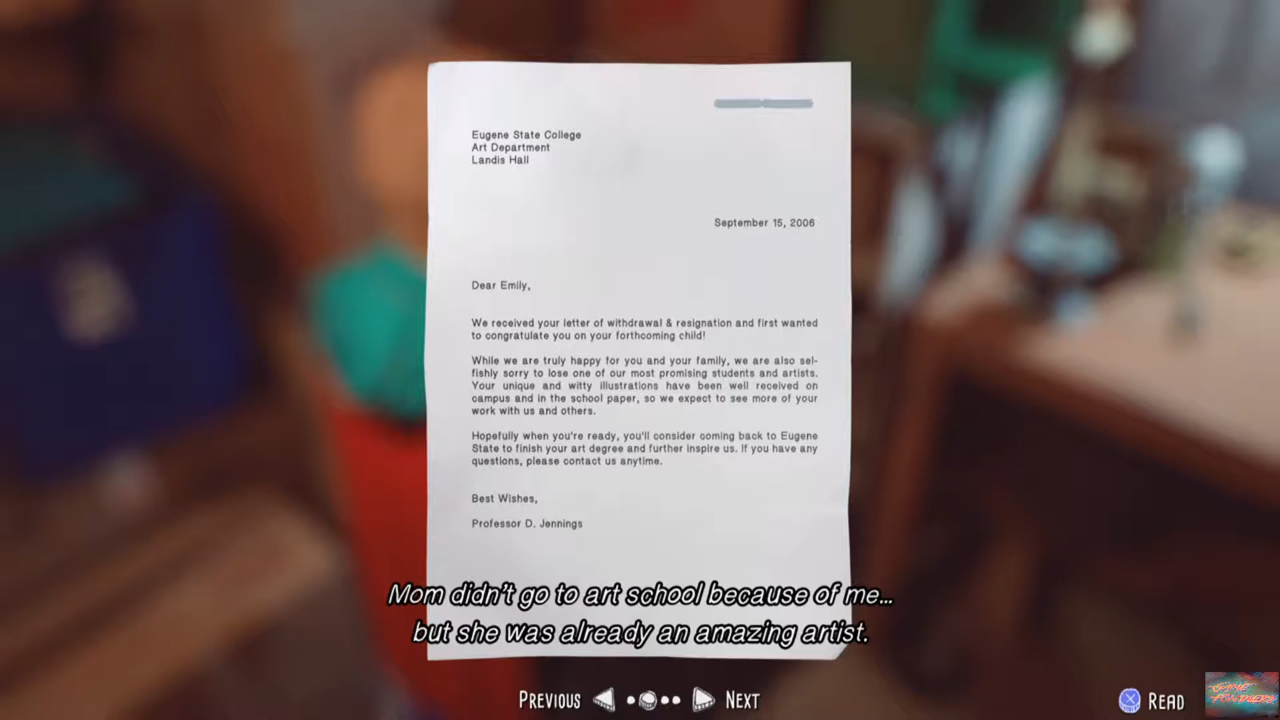 Eugene State College
Art Department
Landis Hall
September 15, 2006
Dear Emily,
We received your letter of withdrawal & resignation and first wanted
to congratulate you on your forthcoming child!
While we are truly happy for you and your family, we are also sel-
fishly sorry to lose one of our most promising students and artists.
Your unique and witty illustrations have been well received on
campus and in the school paper, so we expect to see more of your
work with us and others.
Hopefully when you're ready, you'll consider coming back to Eugene
State to finish your art degree and further inspire us. If you have any
questions, please contact us anytime.
Best Wishes,
Professor D. Jennings
Mom didn't go to art school because of me...
but she was already an amazing artist.
PREVIOUS NEXT
READ